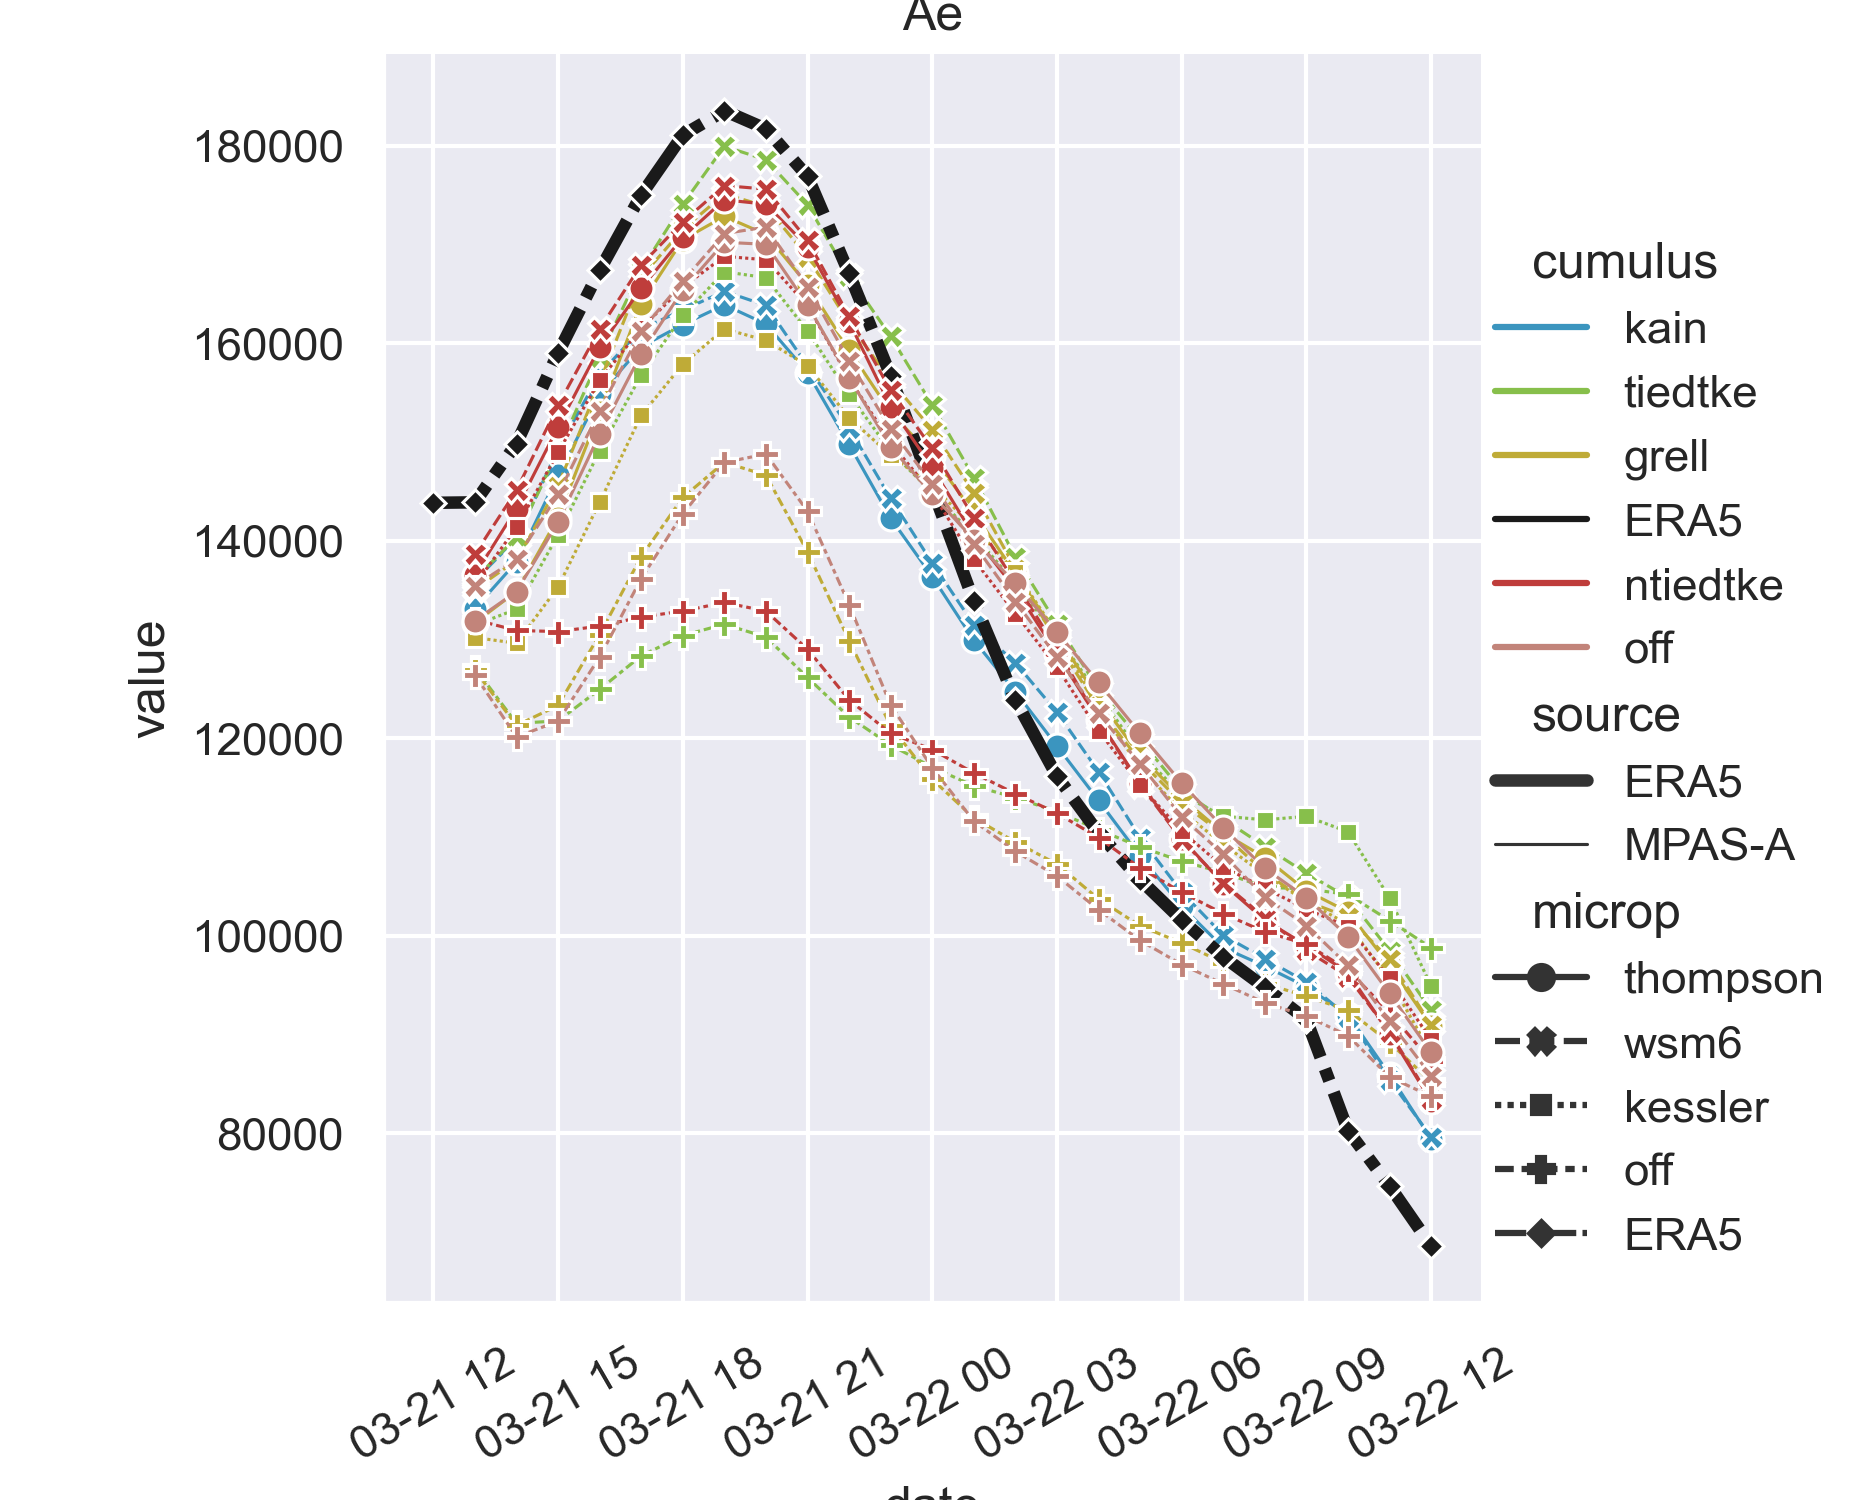 Ae
180000
160000
140000
120000
100000
80000
value
03-21 12
03-21 15
03-21 18
03-21 21
03-22 00
03-22 03
03-22 06
03-22 09
03-22 12
date
cumulus
kain
tiedtke
grell
ERA5
ntiedtke
off
source
ERA5
MPAS-A
microp
thompson
wsm6
kessler
off
ERA5